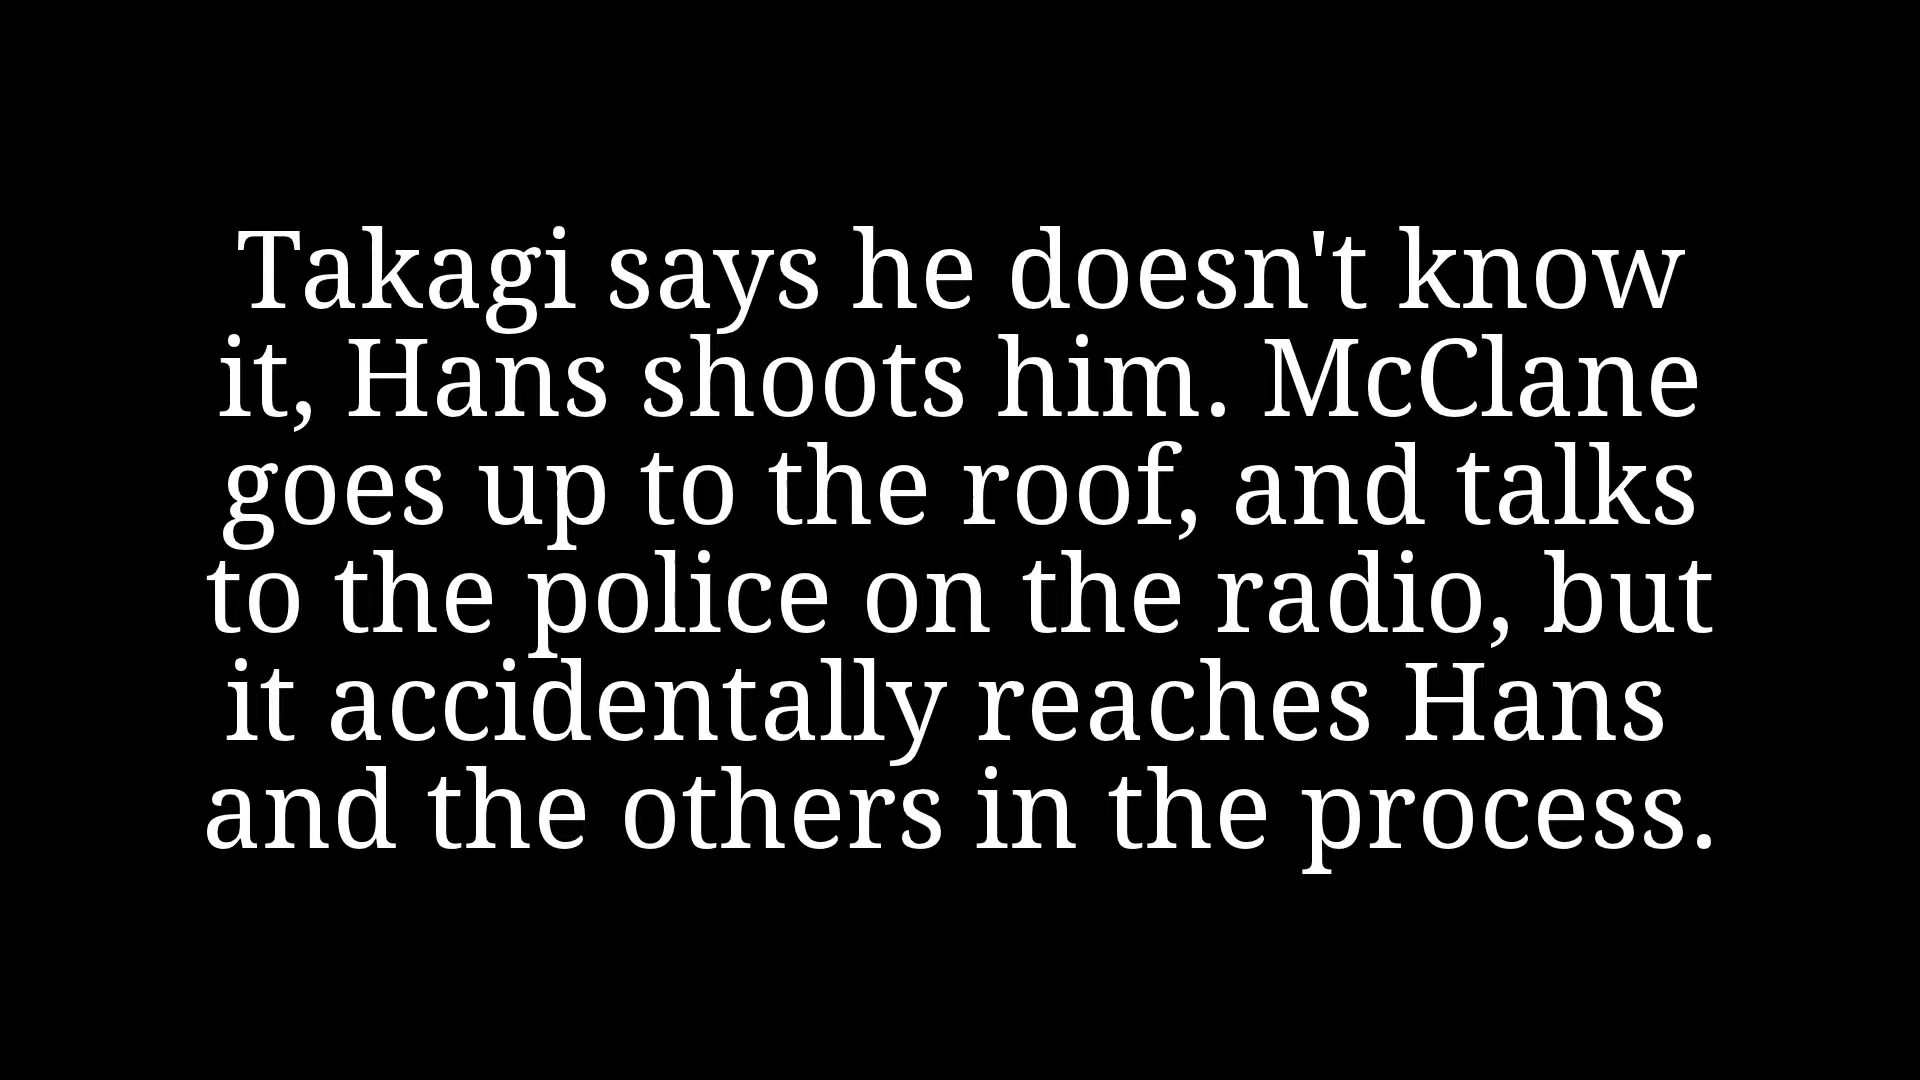 Takagi says he doesn't know
it, Hans shoots him. McClane
goes up to the roof, and talks
to the police on the radio, but
it accidentally reaches Hans
and the others in the process.